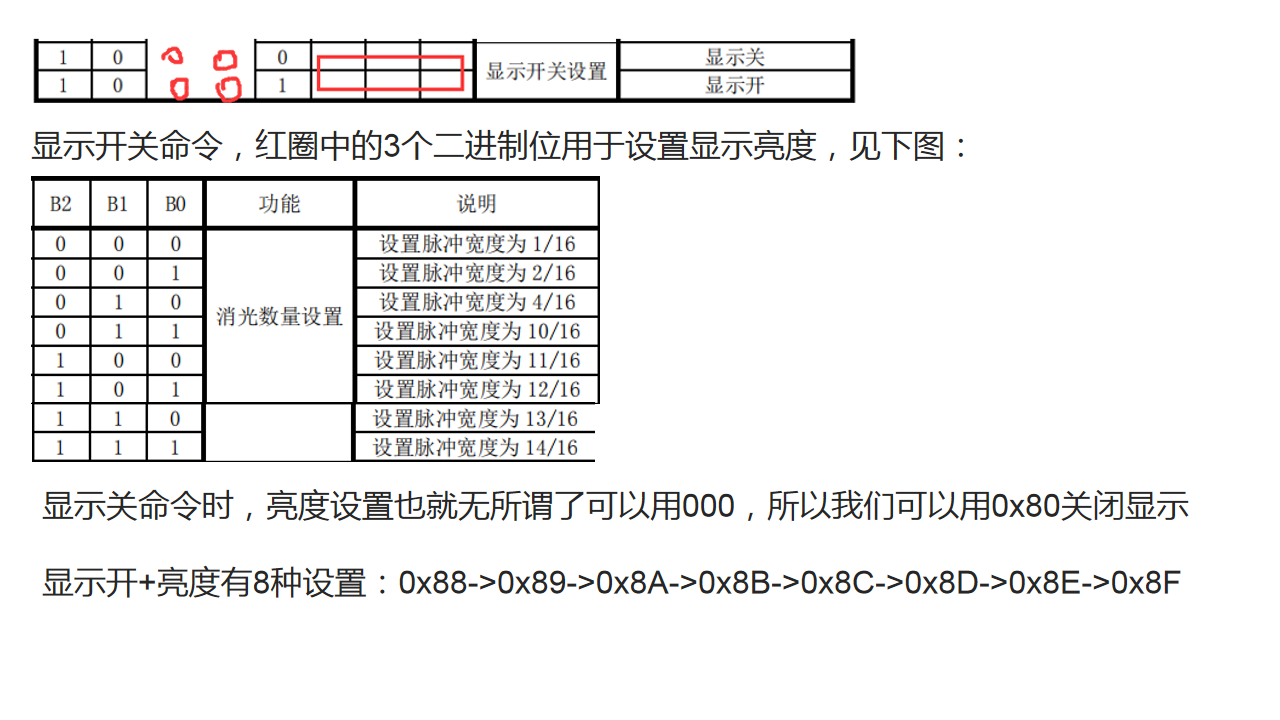 1 0 0 0 0 显示开关设置 显示关
1 0 0 0 1 显示开
显示开关命令，红圈中的3个二进制位用于设置显示亮度，见下图：
B2 B1 B0 功能 说明
0 0 0 设置脉冲宽度为 1/16
0 0 1 设置脉冲宽度为 2/16
0 1 0 设置脉冲宽度为 4/16
消光数量设置
0 1 1 设置脉冲宽度为 10/16
1 0 0 设置脉冲宽度为 11/16
1 0 1 设置脉冲宽度为 12/16
1 1 0 设置脉冲宽度为 13/16
1 1 1 设置脉冲宽度为 14/16
显示关命令时，亮度设置也就无所谓了可以用000，所以我们可以用0x80关闭显示
显示开+亮度有8种设置：0x88->0x89->0x8A->0x8B->0x8C->0x8D->0x8E->0x8F